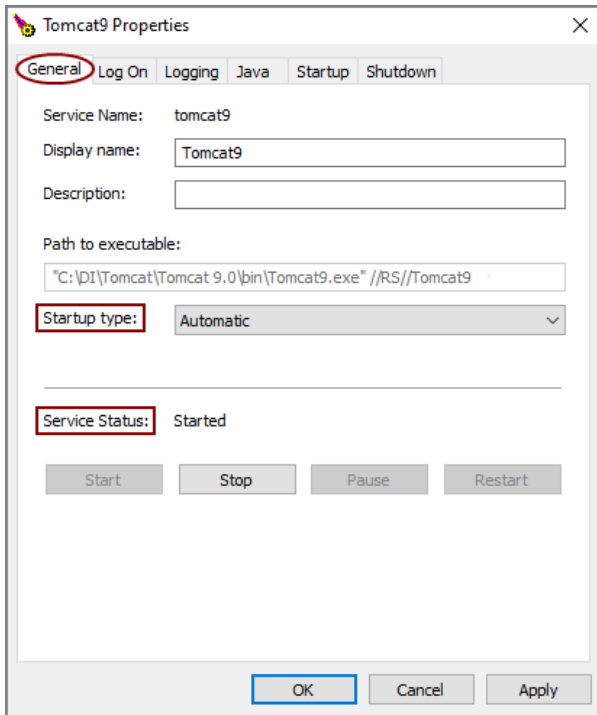 Tomcat9 Properties
General Log On Logging Java Startup Shutdown
Service Name: tomcat9
Display name: Tomcat9
Description:
Path to executable:
"C:\DI\Tomcat\Tomcat 9.0\bin\Tomcat9.exe" //RS//Tomcat9
Startup type: Automatic
Service Status: Started
Start Stop Pause Restart
OK Cancel Apply